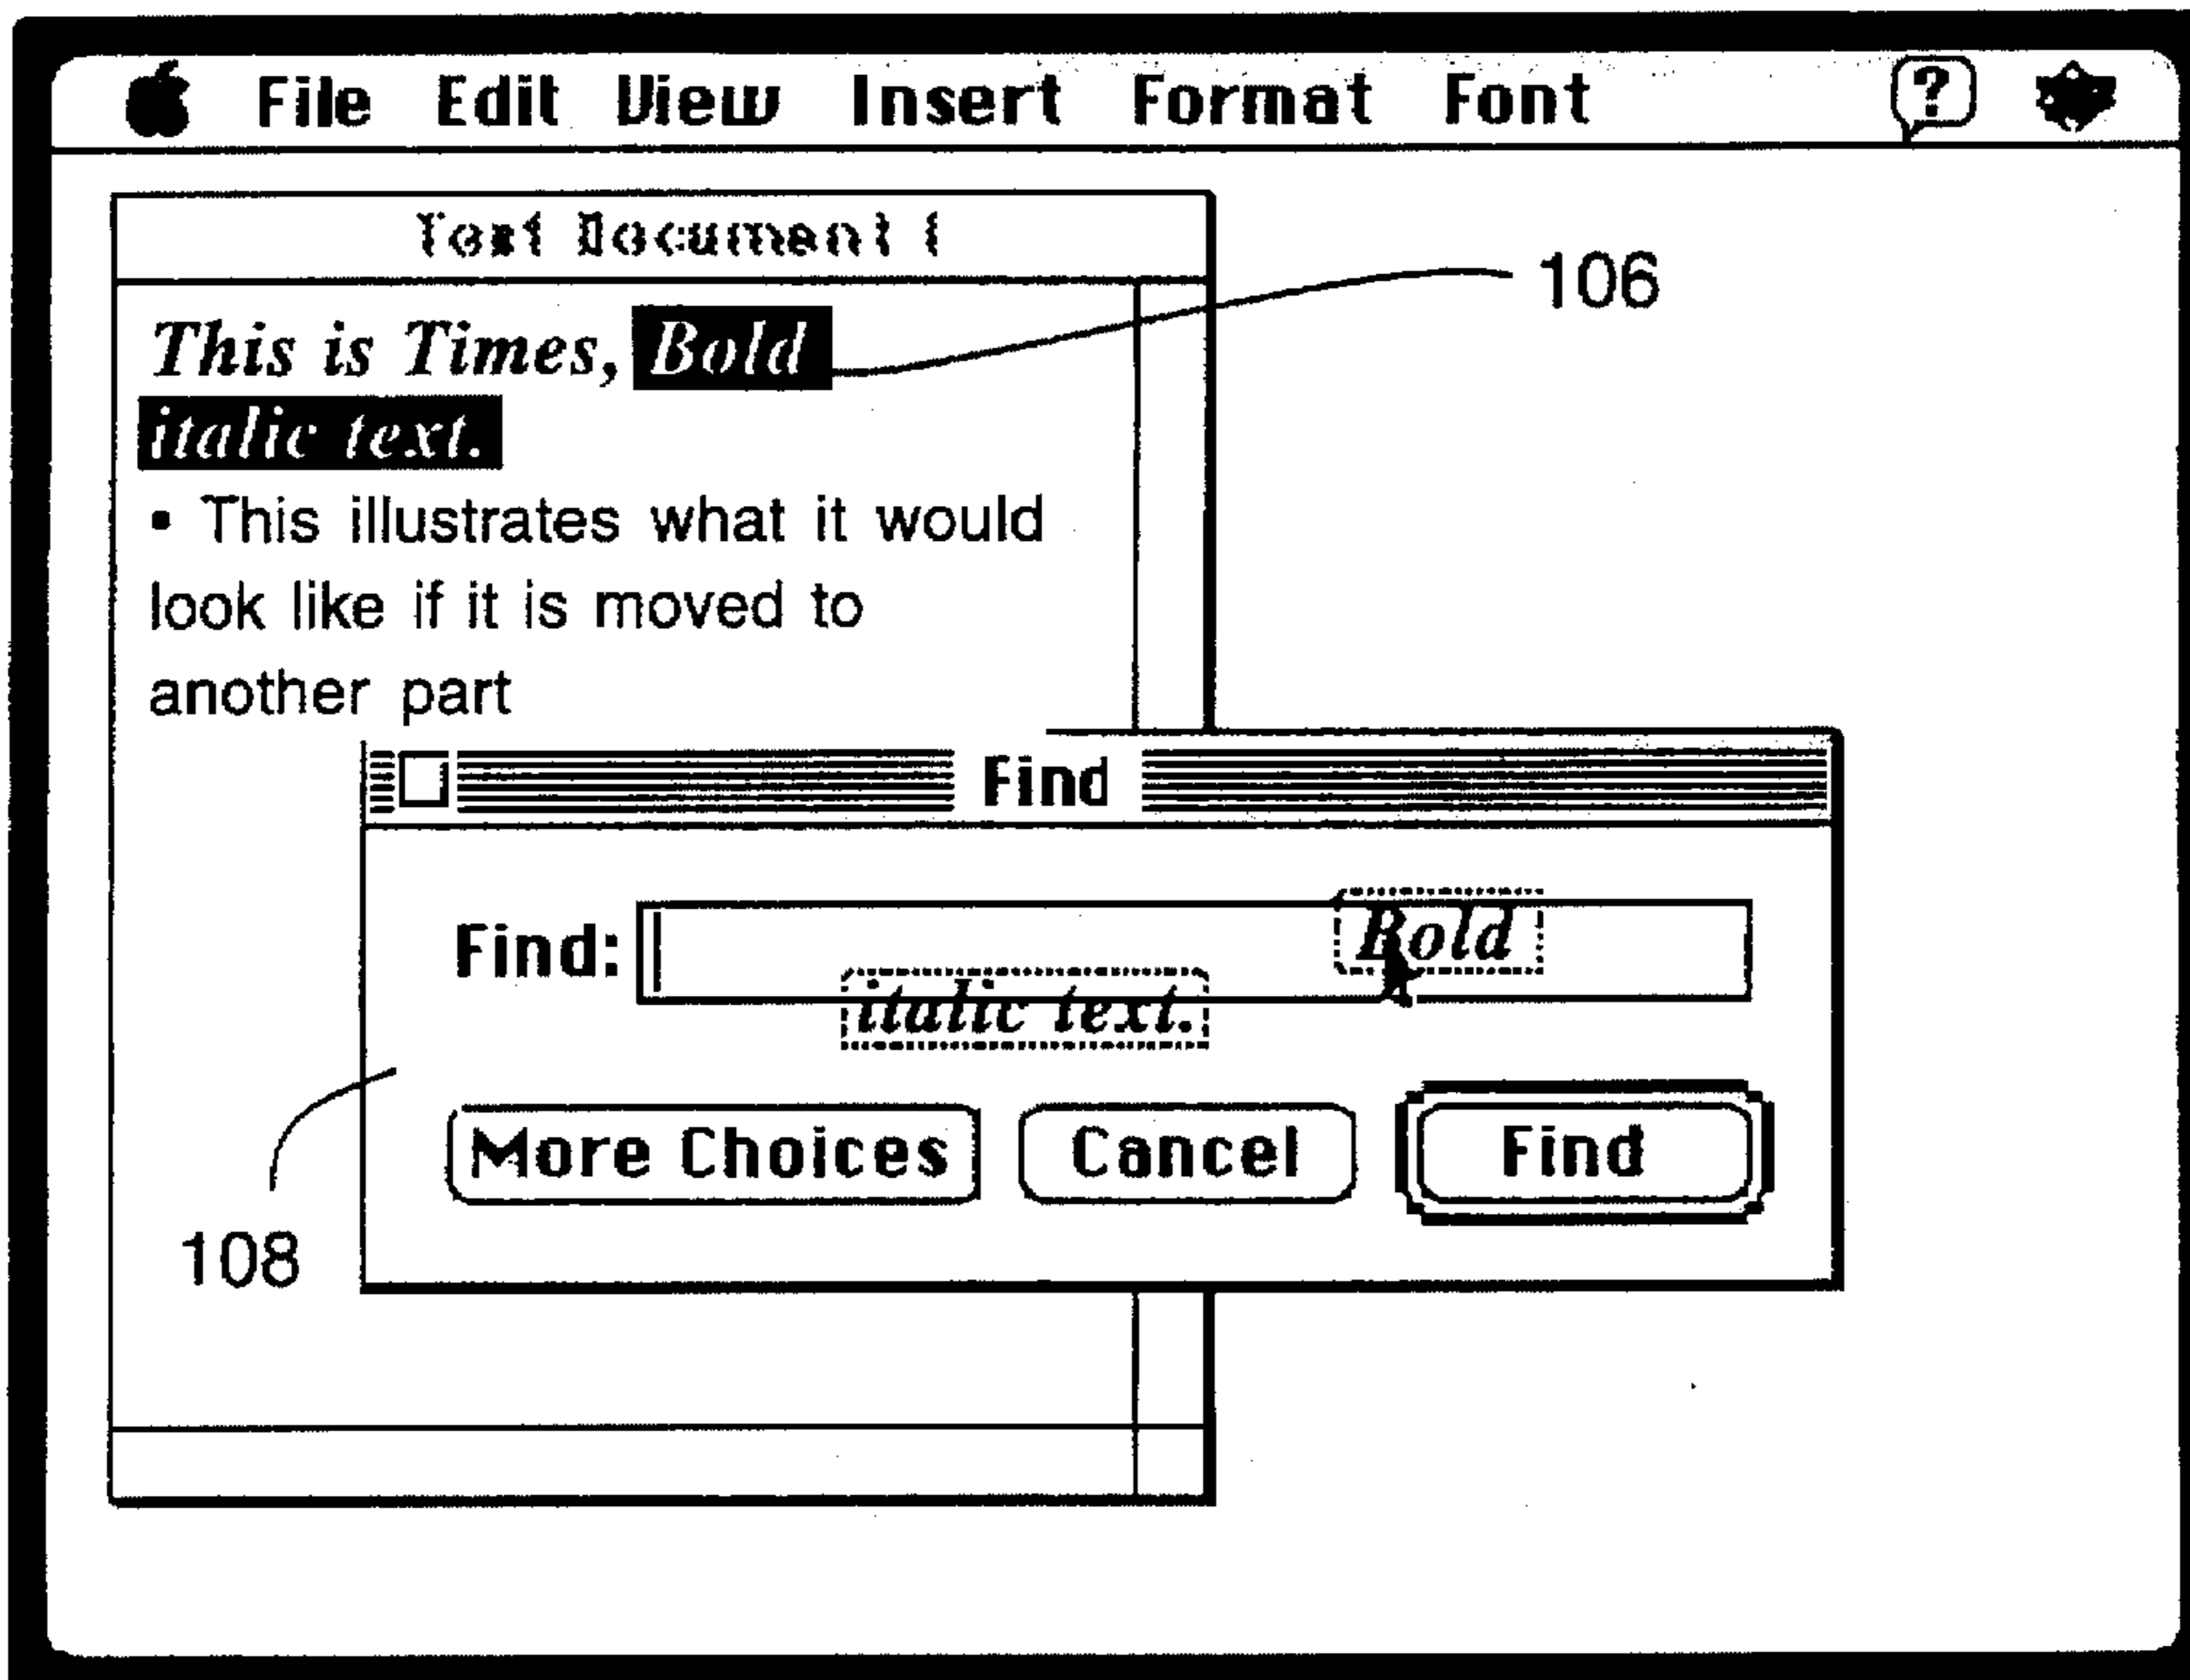 File Edit View Insert Format Font ?
Text Document 1
106
This is Times, Bold
italic text.
• This illustrates what it would
look like if it is moved to
another part
Find
Find:
Bold
italic text.
More Choices Cancel Find
108